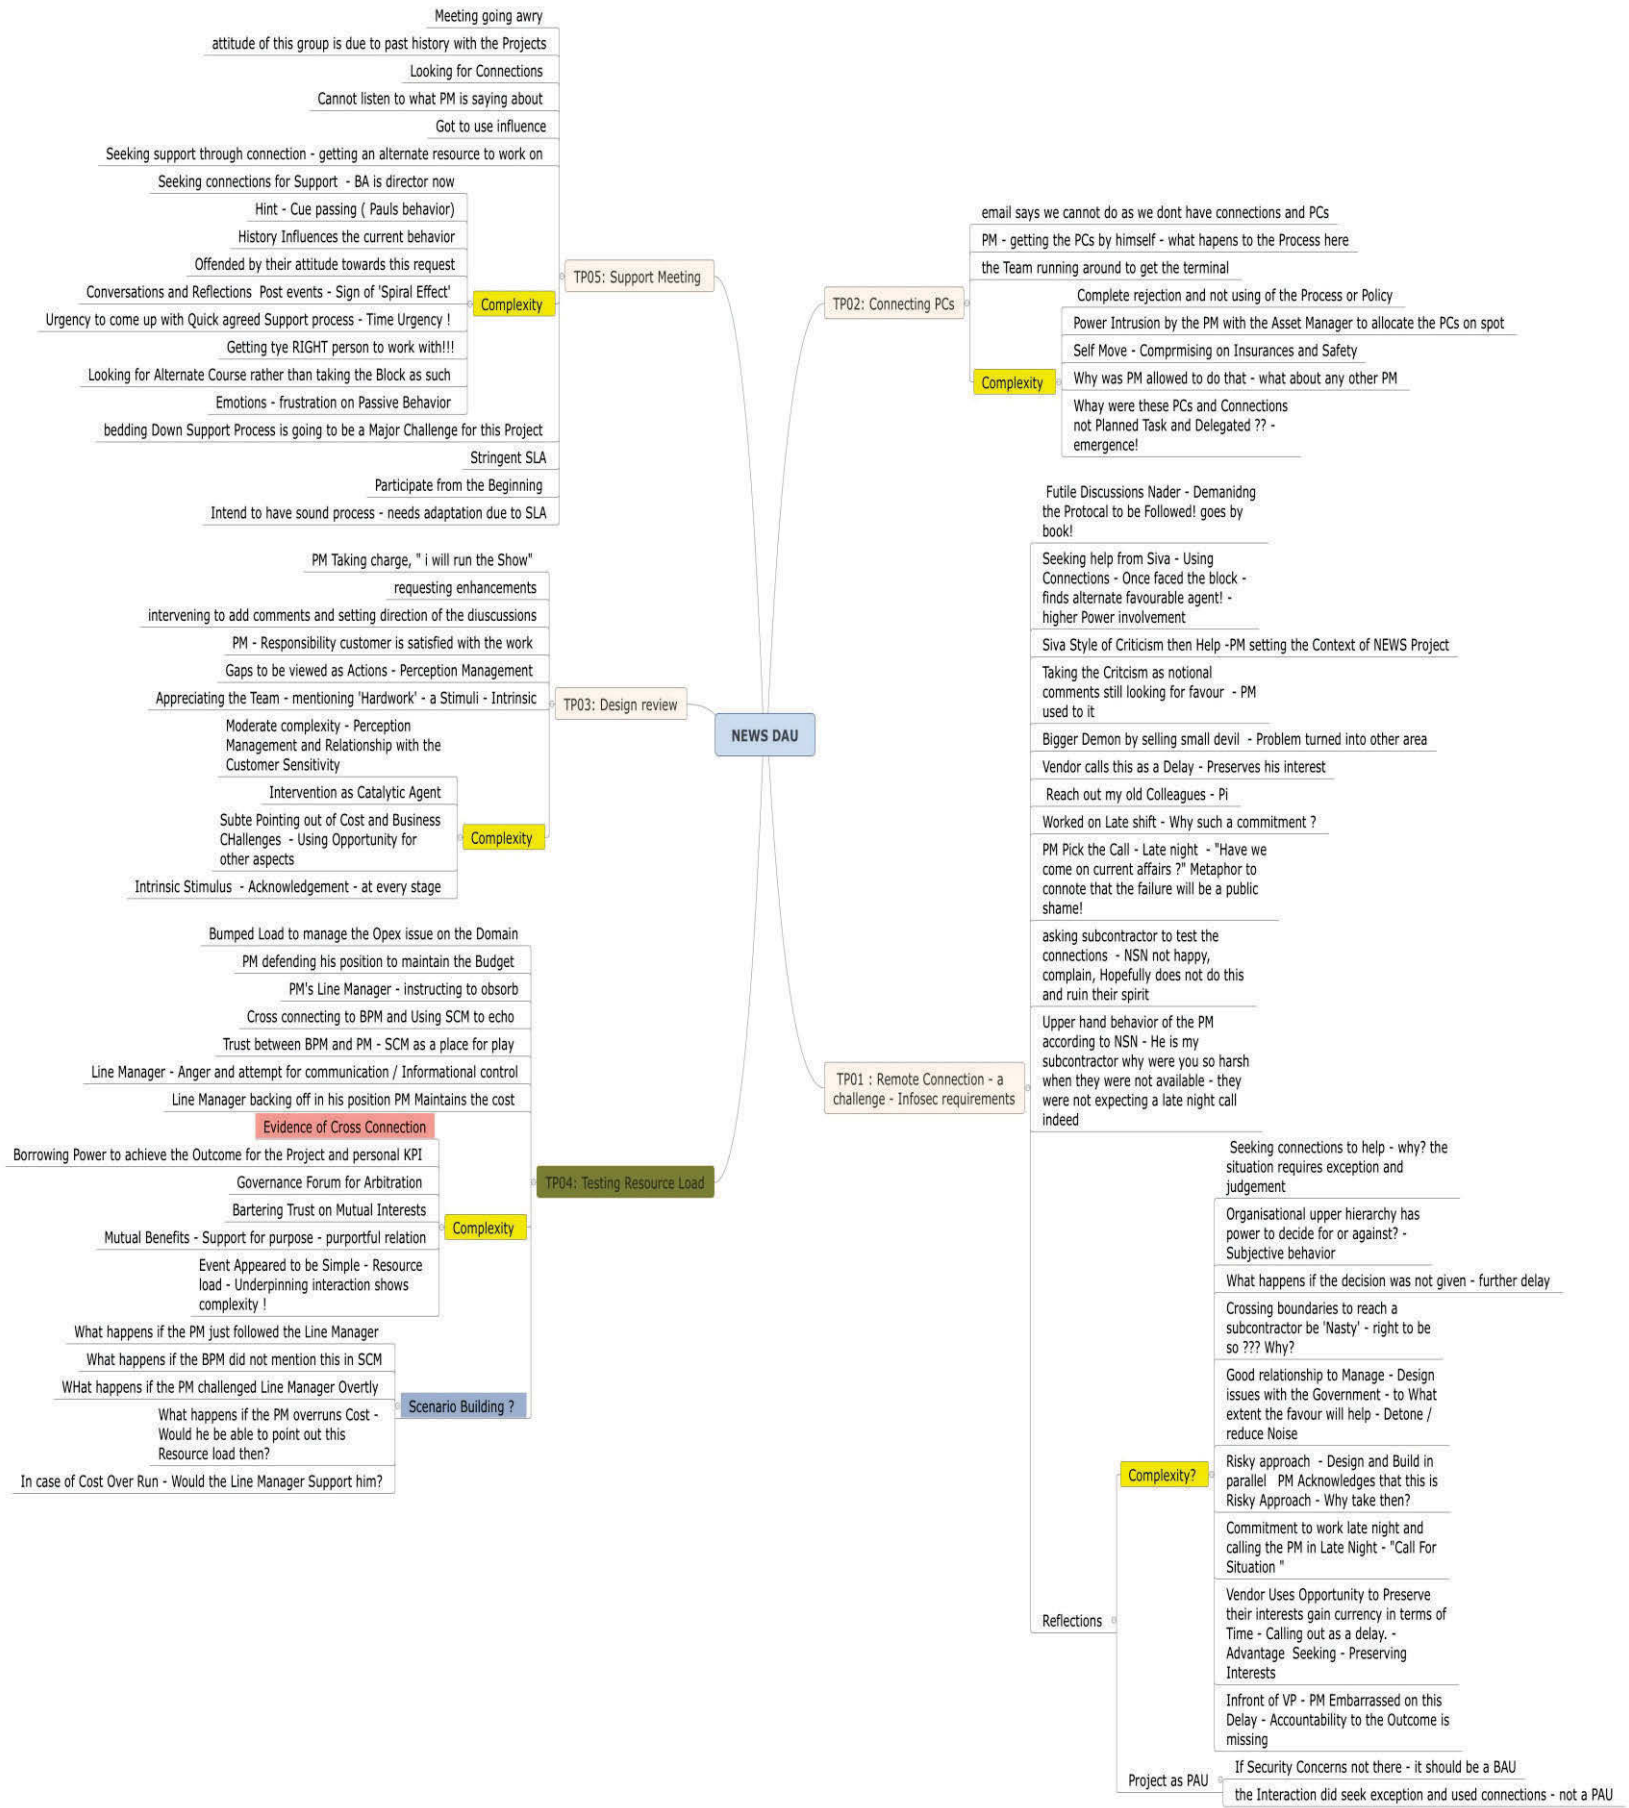 Meeting going awry
attitude of this group is due to past history with the Projects
Looking for Connections
Cannot listen to what PM is saying about
Got to use influence
Seeking support through connection - getting an alternate resource to work on
Seeking connections for Support - BA is director now
Hint - Cue passing ( Pauls behavior)
History Influences the current behavior
Offended by their attitude towards this request
Conversations and Reflections Post events - Sign of 'Spiral Effect'
Urgency to come up with Quick agreed Support process - Time Urgency !
Getting tye RIGHT person to work with!!!
Looking for Alternate Course rather than taking the Block as such
Emotions - frustration on Passive Behavior
Complexity
bedding Down Support Process is going to be a Major Challenge for this Project
Stringent SLA
Participate from the Beginning
Intend to have sound process - needs adaptation due to SLA
TP05: Support Meeting
PM Taking charge, " i will run the Show"
requesting enhancements
intervening to add comments and setting direction of the diuscussions
PM - Responsibility customer is satisfied with the work
Gaps to be viewed as Actions - Perception Management
Appreciating the Team - mentioning 'Hardwork' - a Stimuli - Intrinsic
TP03: Design review
Moderate complexity - Perception
Management and Relationship with the
Customer Sensitivity
Intervention as Catalytic Agent
Subte Pointing out of Cost and Business
CHallenges - Using Opportunity for
other aspects
Intrinsic Stimulus - Acknowledgement - at every stage
Complexity
Bumped Load to manage the Opex issue on the Domain
PM defending his position to maintain the Budget
PM's Line Manager - instructing to obsorb
Cross connecting to BPM and Using SCM to echo
Trust between BPM and PM - SCM as a place for play
Line Manager - Anger and attempt for communication / Informational control
Line Manager backing off in his position PM Maintains the cost
Evidence of Cross Connection
Borrowing Power to achieve the Outcome for the Project and personal KPI
Governance Forum for Arbitration
Bartering Trust on Mutual Interests
Mutual Benefits - Support for purpose - purportful relation
Event Appeared to be Simple - Resource
load - Underpinning interaction shows
complexity !
Complexity
TP04: Testing Resource Load
What happens if the PM just followed the Line Manager
What happens if the BPM did not mention this in SCM
WHat happens if the PM challenged Line Manager Overtly
What happens if the PM overruns Cost -
Would he be able to point out this
Resource load then?
In case of Cost Over Run - Would the Line Manager Support him?
Scenario Building ?
NEWS DAU
TP02: Connecting PCs
email says we cannot do as we dont have connections and PCs
PM - getting the PCs by himself - what hapens to the Process here
the Team running around to get the terminal
Complexity
Complete rejection and not using of the Process or Policy
Power Intrusion by the PM with the Asset Manager to allocate the PCs on spot
Self Move - Comprmising on Insurances and Safety
Why was PM allowed to do that - what about any other PM
Whay were these PCs and Connections
not Planned Task and Delegated ?? -
emergence!
TP01 : Remote Connection - a
challenge - Infosec requirements
Futile Discussions Nader - Demanidng
the Protocal to be Followed! goes by
book!
Seeking help from Siva - Using
Connections - Once faced the block -
finds alternate favourable agent! -
higher Power involvement
Siva Style of Criticism then Help -PM setting the Context of NEWS Project
Taking the Critcism as notional
comments still looking for favour - PM
used to it
Bigger Demon by selling small devil - Problem turned into other area
Vendor calls this as a Delay - Preserves his interest
Reach out my old Colleagues - Pi
Worked on Late shift - Why such a commitment ?
PM Pick the Call - Late night - "Have we
come on current affairs ?" Metaphor to
connote that the failure will be a public
shame!
asking subcontractor to test the
connections - NSN not happy,
complain, Hopefully does not do this
and ruin their spirit
Upper hand behavior of the PM
according to NSN - He is my
subcontractor why were you so harsh
when they were not available - they
were not expecting a late night call
indeed
Reflections
Complexity?
Seeking connections to help - why? the
situation requires exception and
judgement
Organisational upper hierarchy has
power to decide for or against? -
Subjective behavior
What happens if the decision was not given - further delay
Crossing boundaries to reach a
subcontractor be 'Nasty' - right to be
so ??? Why?
Good relationship to Manage - Design
issues with the Government - to What
extent the favour will help - Detone /
reduce Noise
Risky approach - Design and Build in
parallel PM Acknowledges that this is
Risky Approach - Why take then?
Commitment to work late night and
calling the PM in Late Night - "Call For
Situation "
Vendor Uses Opportunity to Preserve
their interests gain currency in terms of
Time - Calling out as a delay. -
Advantage Seeking - Preserving
Interests
Infront of VP - PM Embarrassed on this
Delay - Accountability to the Outcome is
missing
Project as PAU
If Security Concerns not there - it should be a BAU
the Interaction did seek exception and used connections - not a PAU